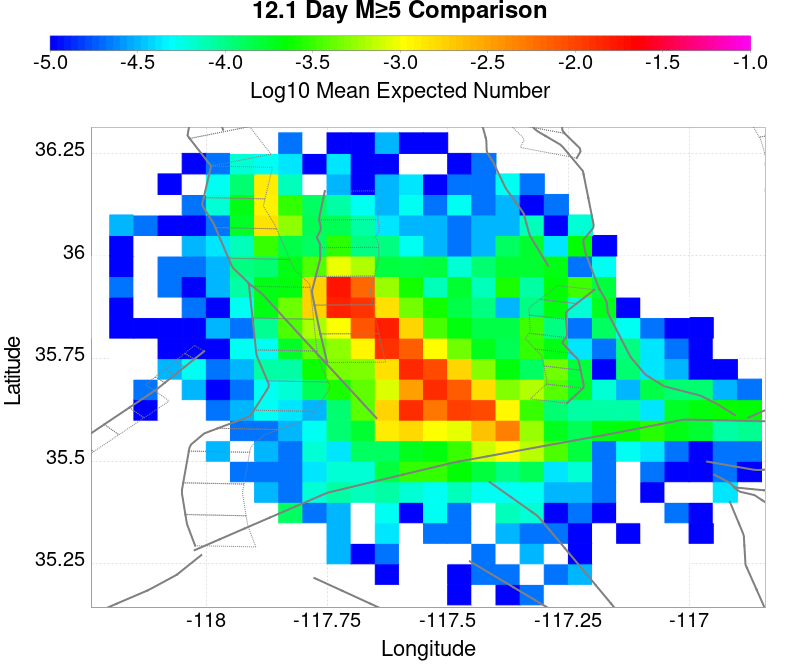 12.1 Day M≥5 Comparison
-5.0 -4.5 -4.0 -3.5 -3.0 -2.5 -2.0 -1.5 -1.0
Log10 Mean Expected Number
36.25
36
35.75
35.5
35.25
Latitude
-118 -117.75 -117.5 -117.25 -117
Longitude